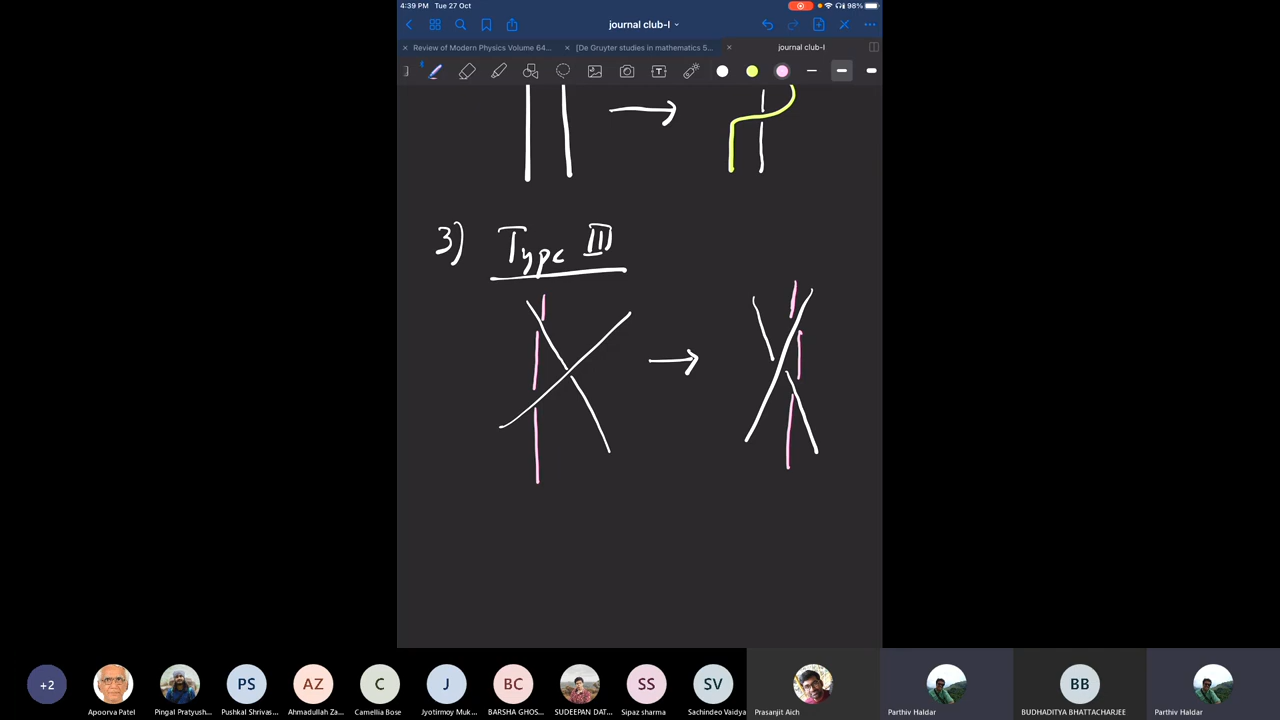 4:39 PM Tue 27 Oct
98%
journal club-I
Review of Modern Physics Volume 64...
[De Gruyter studies in mathematics 5...
journal club-I
3) Type III
+2
PS
AZ
C
J
BC
SS
SV
BB
Apoorva Patel
Pingal Pratyush...
Pushkal Shrivas...
Ahmadullah Za...
Camellia Bose
Jyotirmoy Muk...
BARSHA GHOS...
SUDEEPAN DAT...
Sipaz sharma
Sachindeo Vaidya
Prasanjit Aich
Parthiv Haldar
BUDHADITYA BHATTACHARJEE
Parthiv Haldar